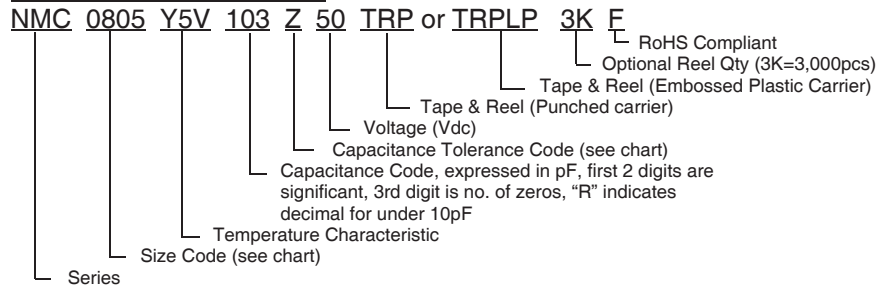 NMC 0805 Y5V 103 Z 50 TRP or TRPLP 3K F
RoHS Compliant
Optional Reel Qty (3K=3,000pcs)
Tape & Reel (Embossed Plastic Carrier)
Tape & Reel (Punched carrier)
Voltage (Vdc)
Capacitance Tolerance Code (see chart)
Capacitance Code, expressed in pF, first 2 digits are
significant, 3rd digit is no. of zeros, “R” indicates
decimal for under 10pF
Temperature Characteristic
Size Code (see chart)
Series